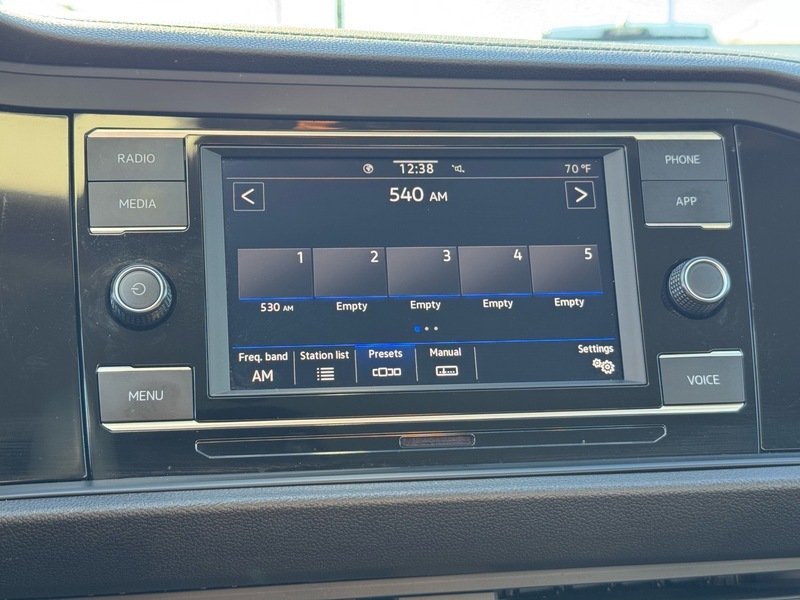 RADIO
MEDIA
MENU
12:38
70 °F
<
540 AM
>
1
2
3
4
5
530 AM
Empty
Empty
Empty
Empty
Freq. band
AM
Station list
Presets
Manual
Settings
PHONE
APP
VOICE